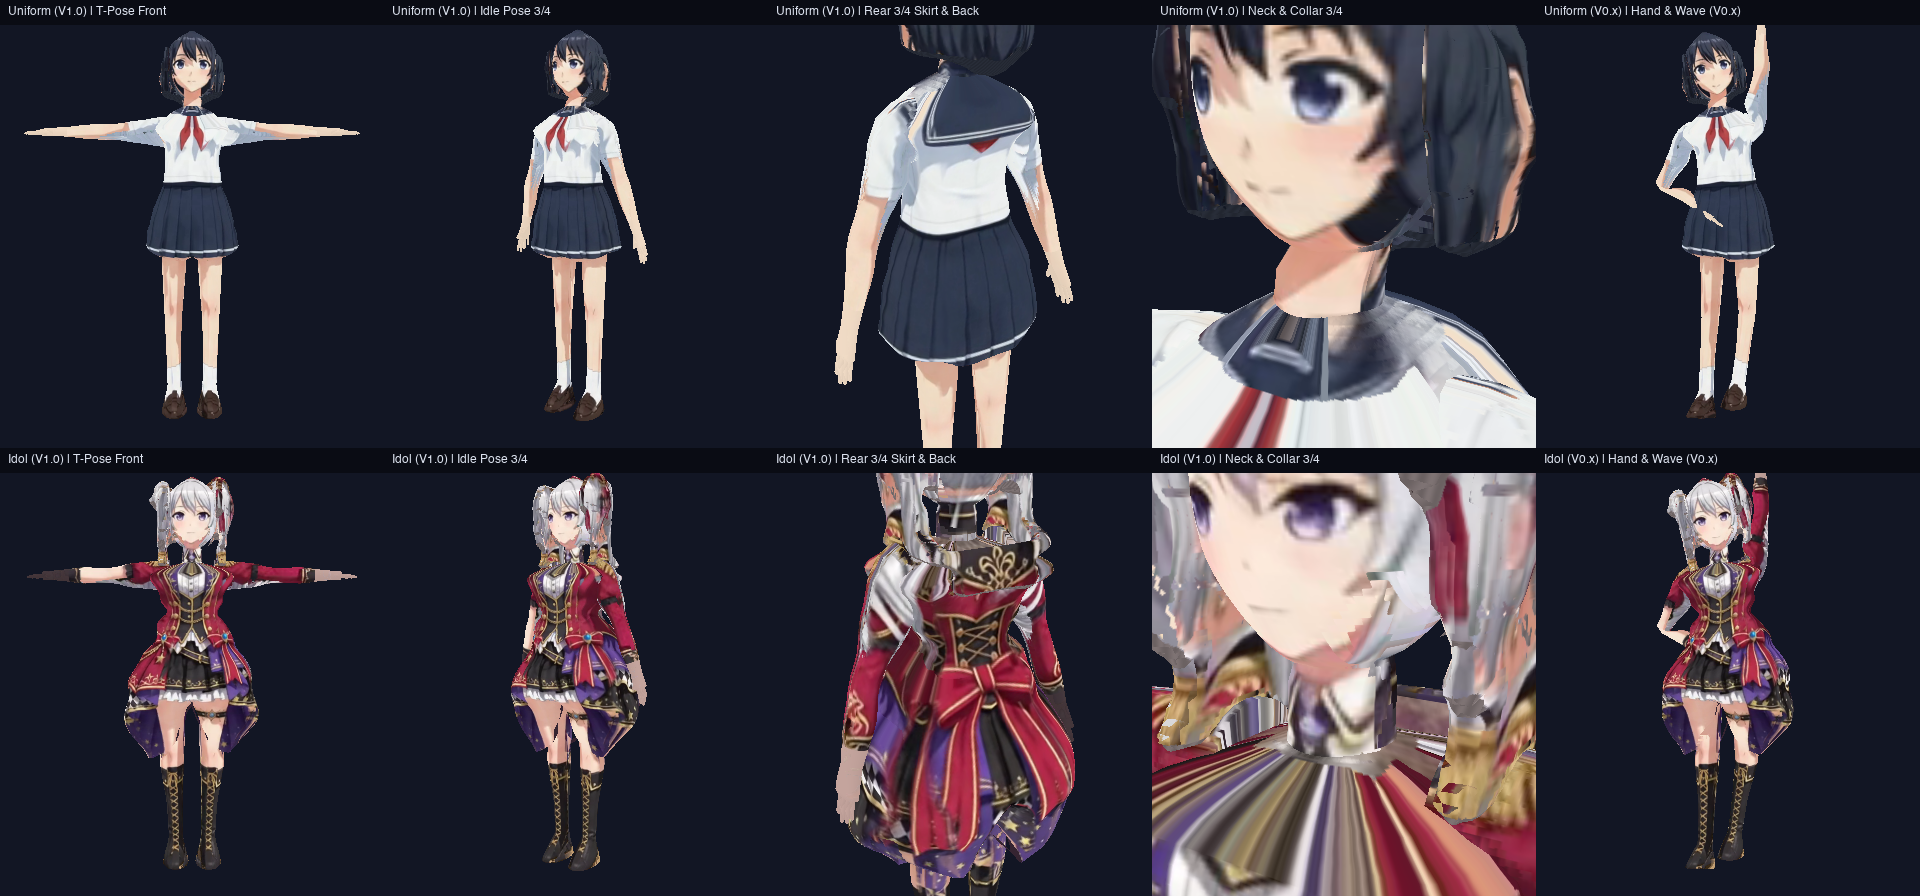 Uniform (V1.0) | T-Pose Front
Uniform (V1.0) | Idle Pose 3/4
Uniform (V1.0) | Rear 3/4 Skirt & Back
Uniform (V1.0) | Neck & Collar 3/4
Uniform (V0.x) | Hand & Wave (V0.x)
Idol (V1.0) | T-Pose Front
Idol (V1.0) | Idle Pose 3/4
Idol (V1.0) | Rear 3/4 Skirt & Back
Idol (V1.0) | Neck & Collar 3/4
Idol (V0.x) | Hand & Wave (V0.x)